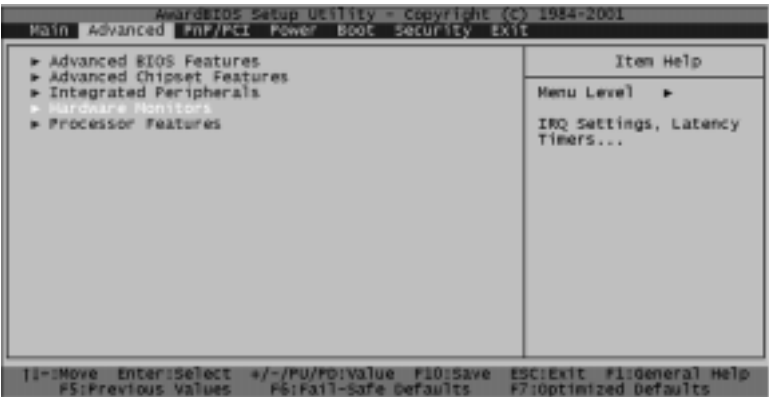 AwardBIOS Setup Utility - Copyright (C) 1984-2001
Main Advanced PnP/PCI Power Boot Security Exit
▶ Advanced BIOS Features
▶ Advanced Chipset Features
▶ Integrated Peripherals
▶ Hardware Monitors
▶ Processor Features
Item Help
Menu Level ▶
IRQ Settings, Latency
Timers...
:Move Enter:Select +/-/PU/PD:Value F10:Save ESC:Exit F1:General Help
F5:Previous Values F6:Fail-Safe Defaults F7:Optimized Defaults